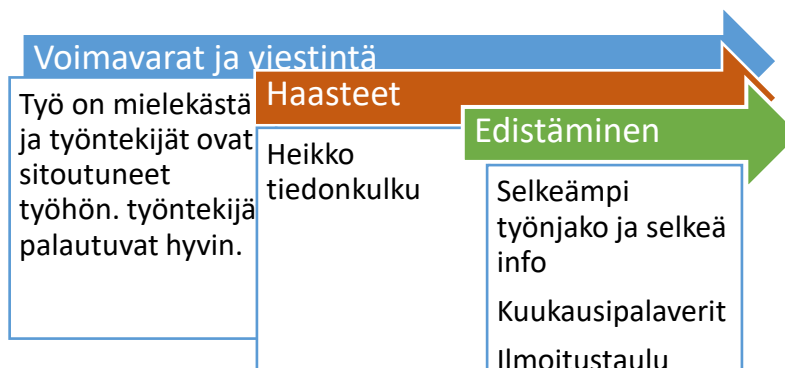 Voimavarat ja viestintä
Työ on mielekästä
ja työntekijät ovat
sitoutuneet
työhön. työntekijä
palautuvat hyvin.
Haasteet
Heikko
tiedonkulku
Edistäminen
Selkeämpi
työnjako ja selkeä
info
Kuukausipalaverit
Ilmoitustaulu